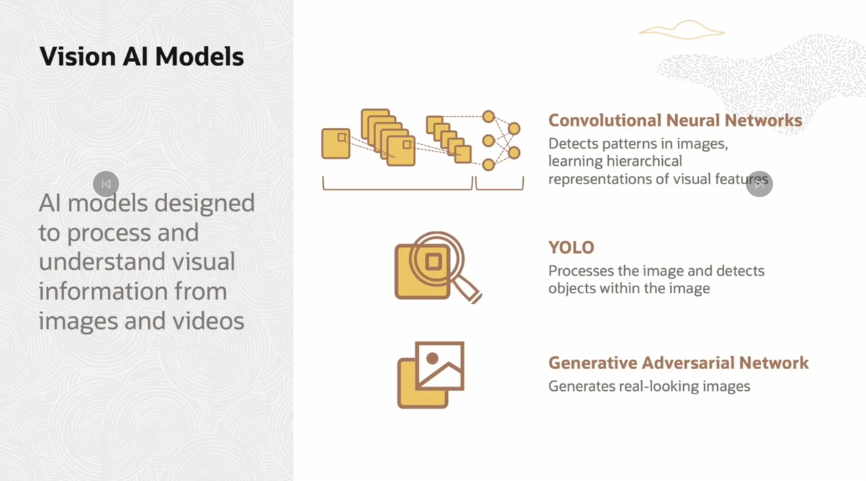 Vision AI Models
AI models designed
to process and
understand visual
information from
images and videos
Convolutional Neural Networks
Detects patterns in images,
learning hierarchical
representations of visual features
YOLO
Processes the image and detects
objects within the image
Generative Adversarial Network
Generates real-looking images